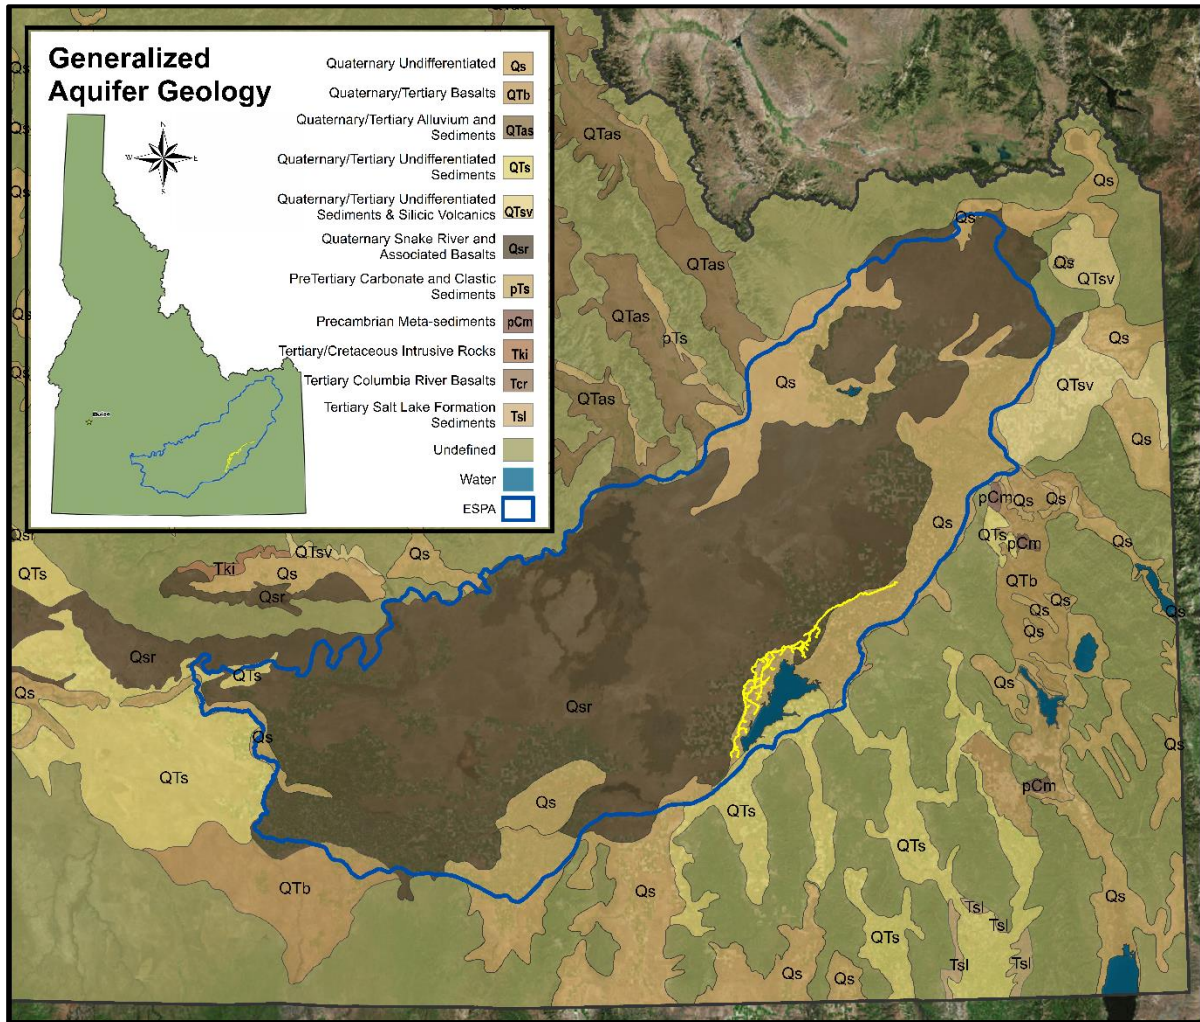 Generalized
Aquifer Geology
N
W
E
S
Quaternary Undifferentiated
Qs
Quaternary/Tertiary Basalts
QTb
Quaternary/Tertiary Alluvium and
Sediments
QTas
Quaternary/Tertiary Undifferentiated
Sediments
QTs
Quaternary/Tertiary Undifferentiated
Sediments & Silicic Volcanics
QTsv
Quaternary Snake River and
Associated Basalts
Qsr
PreTertiary Carbonate and Clastic
Sediments
pTs
Precambrian Meta-sediments
pCm
Tertiary/Cretaceous Intrusive Rocks
Tki
Tertiary Columbia River Basalts
Tcr
Tertiary Salt Lake Formation
Sediments
Tsl
Undefined
Water
ESPA
QTas
QTas
QTas
QTas
pTs
Qs
Qs
Qs
QTsv
Qs
Qs
QTsv
Qs
pCm
Qs
Qs
Qs
QTs
pCm
Qs
QTb
Qs
Qs
Qs
Qs
QTsv
Qs
Tki
Qs
Qsr
QTs
Qsr
QTs
Qs
Qs
Qsr
Qs
QTs
Qs
QTb
Qs
QTs
Qs
pCm
QTs
Qs
Qs
Tsl
Tsl
QTs
Tsl
Tsl
Qs
Qs